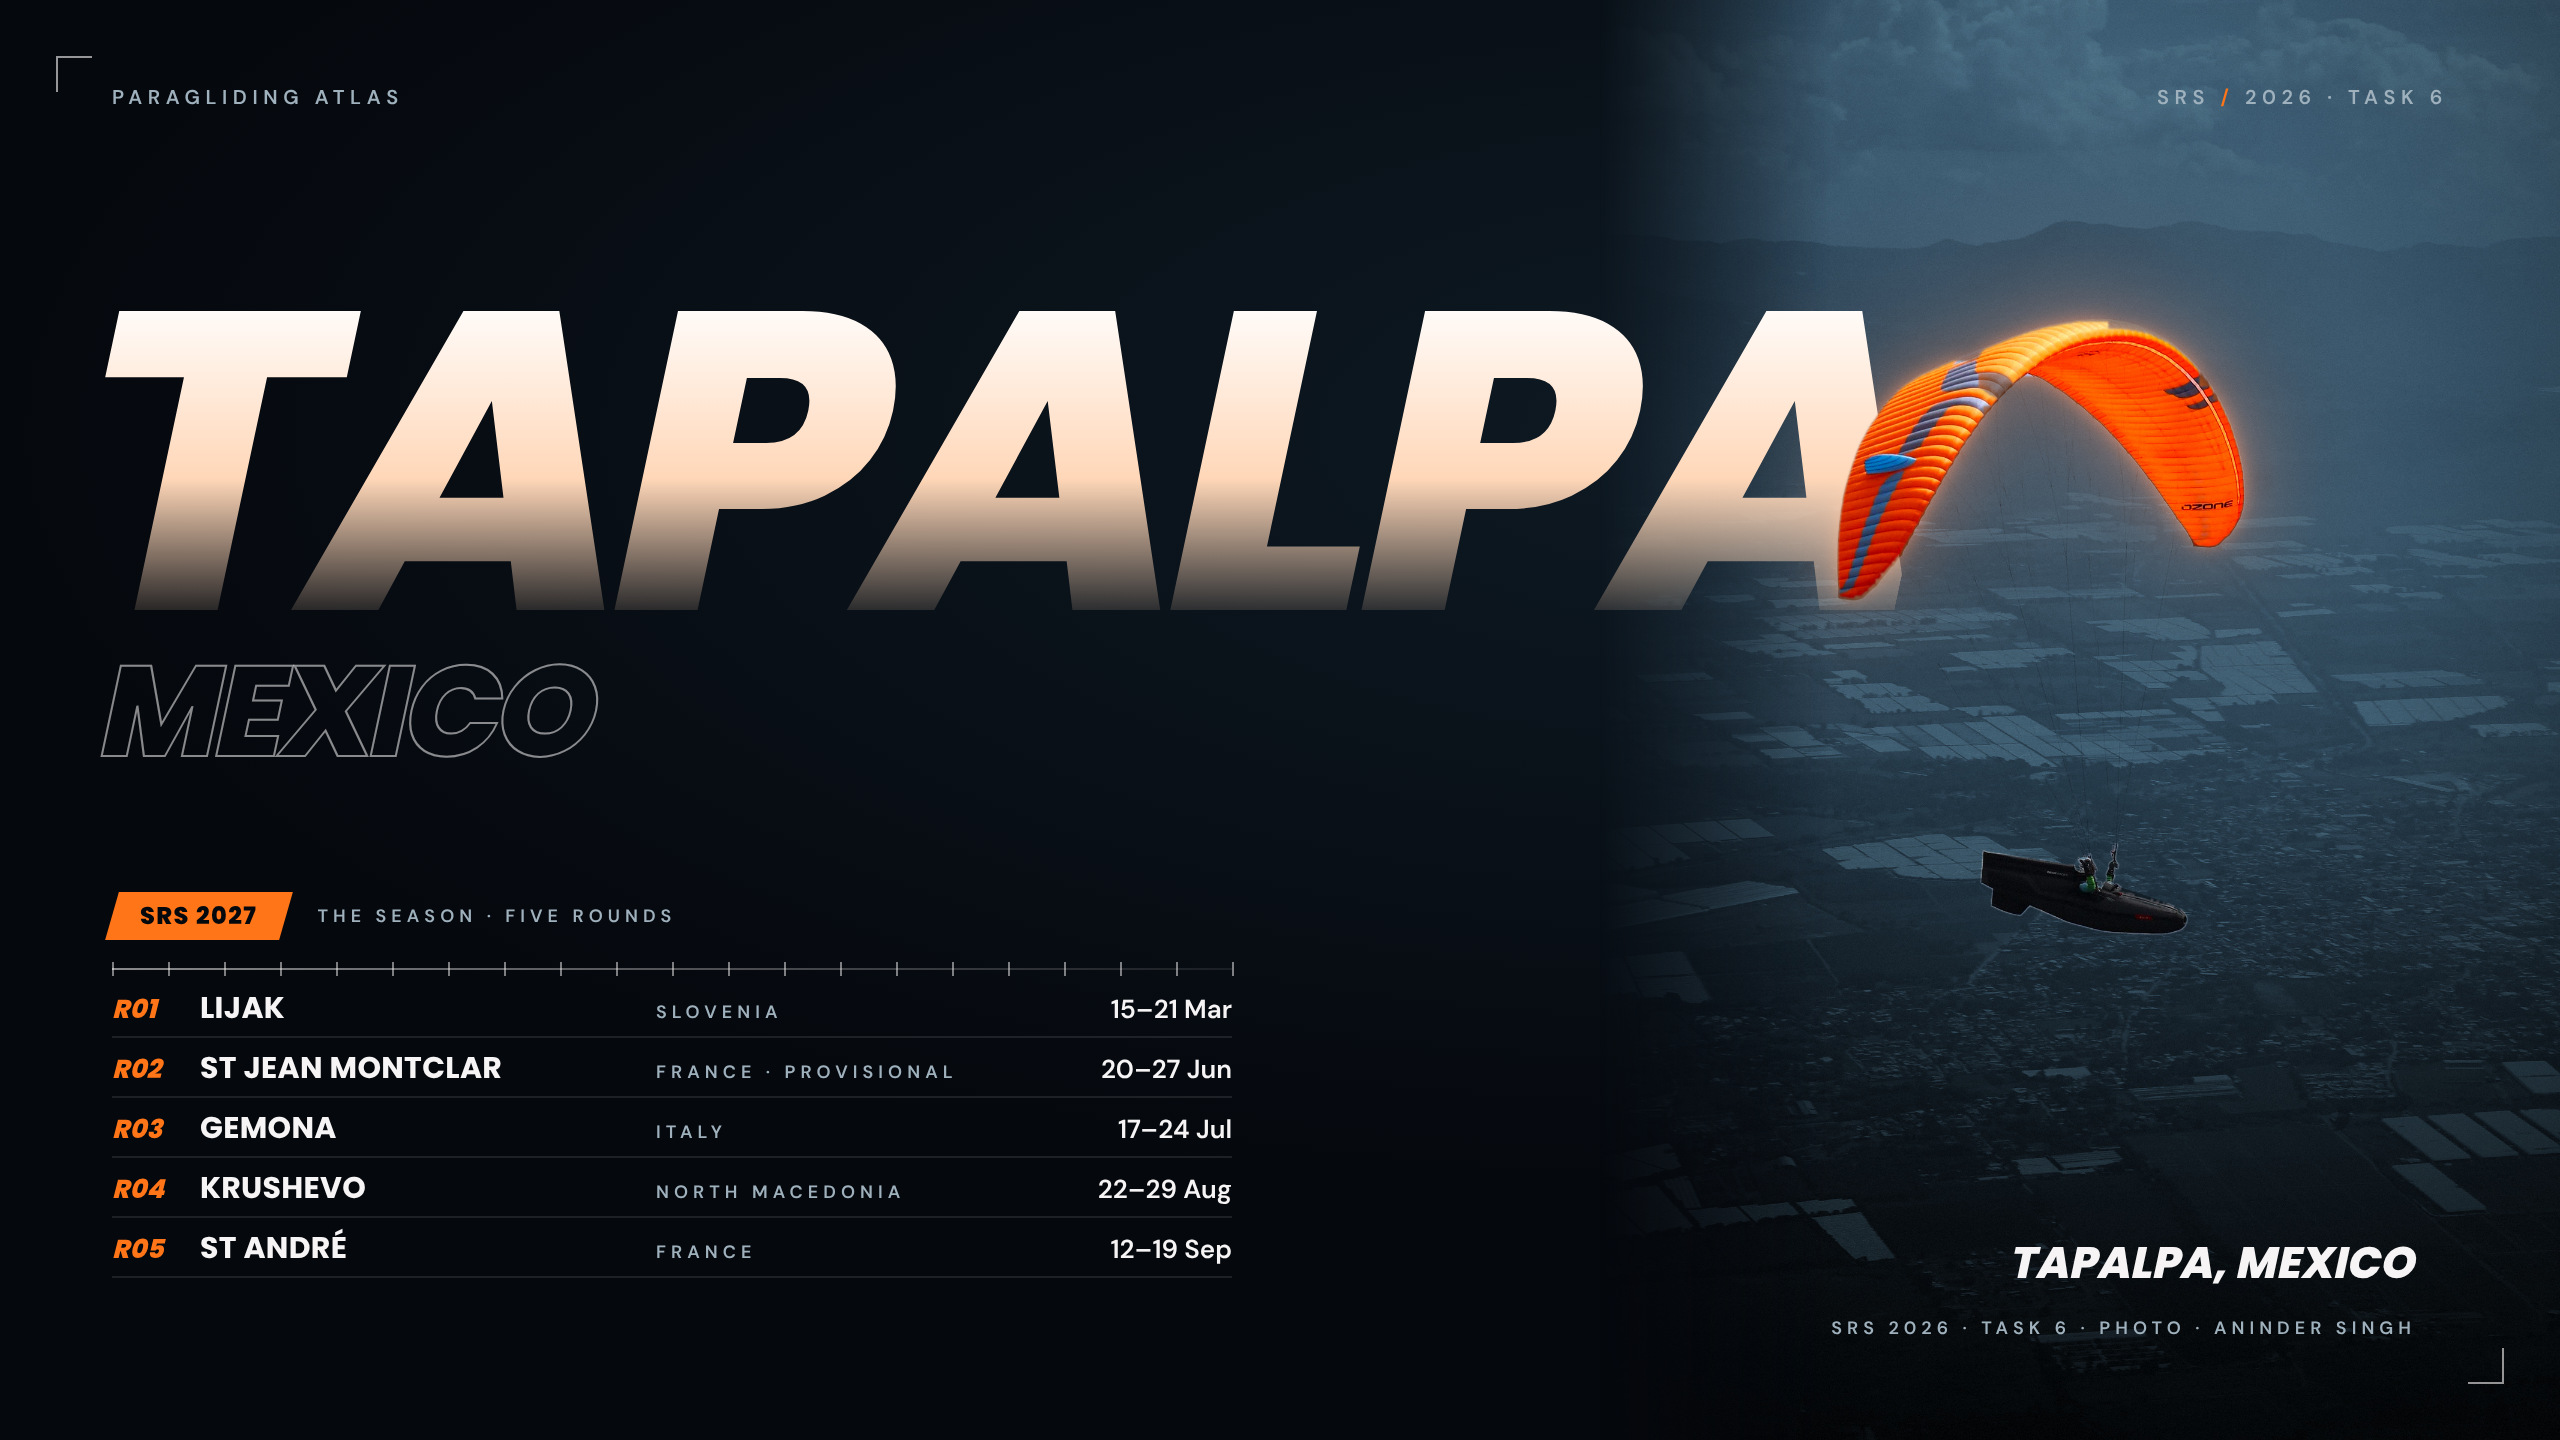 PARAGLIDING ATLAS
SRS / 2026 · TASK 6
TAPALPA
OZONE
MEXICO
SRS 2027
THE SEASON · FIVE ROUNDS
R01 LIJAK SLOVENIA 15–21 Mar
R02 ST JEAN MONTCLAR FRANCE · PROVISIONAL 20–27 Jun
R03 GEMONA ITALY 17–24 Jul
R04 KRUSHEVO NORTH MACEDONIA 22–29 Aug
R05 ST ANDRÉ FRANCE 12–19 Sep
TAPALPA, MEXICO
SRS 2026 · TASK 6 · PHOTO · ANINDER SINGH